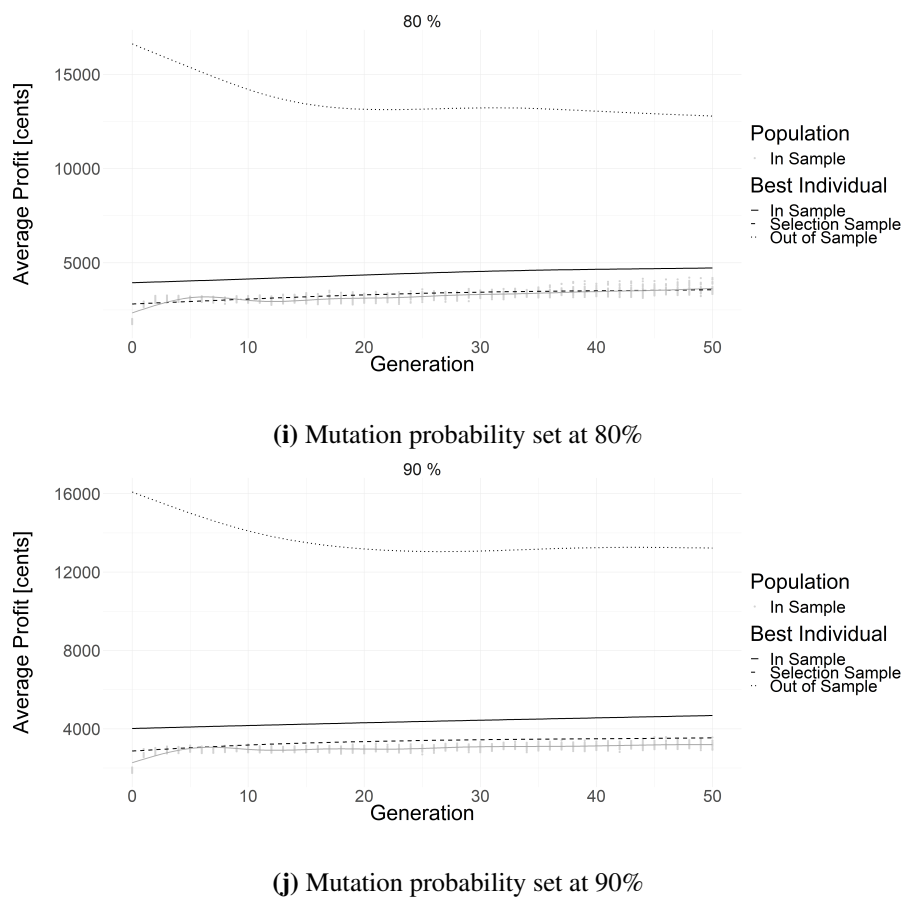 80 %
Average Profit [cents]
15000
10000
5000
0 10 20 30 40 50
Generation
Population
In Sample
Best Individual
In Sample
Selection Sample
Out of Sample
(i) Mutation probability set at 80%
90 %
Average Profit [cents]
16000
12000
8000
4000
0 10 20 30 40 50
Generation
Population
In Sample
Best Individual
In Sample
Selection Sample
Out of Sample
(j) Mutation probability set at 90%